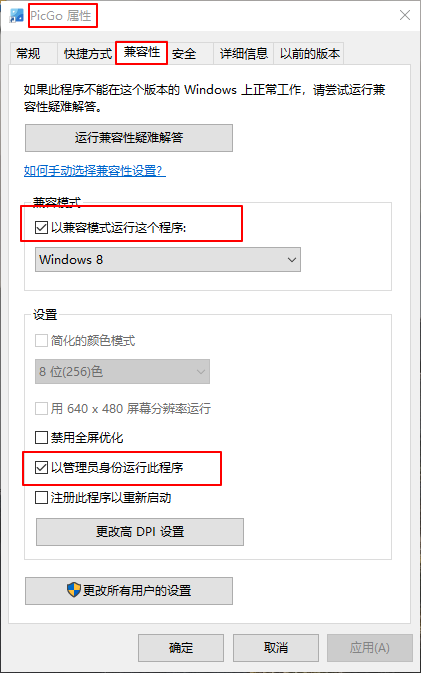 PicGo 属性
常规 快捷方式 兼容性 安全 详细信息 以前的版本
如果此程序不能在这个版本的 Windows 上正常工作，请尝试运行兼
容性疑难解答。
运行兼容性疑难解答
如何手动选择兼容性设置?
兼容模式
以兼容模式运行这个程序:
Windows 8
设置
简化的颜色模式
8 位(256)色
用 640 x 480 屏幕分辨率运行
禁用全屏优化
以管理员身份运行此程序
注册此程序以重新启动
更改高 DPI 设置
更改所有用户的设置
确定 取消 应用(A)